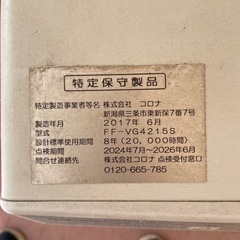 特定保守製品
特定製造事業者等名 株式会社 コロナ
新潟県三条市東新保7番7号
製造年月 2017年 6月
型式 FF-VG4215S
設計標準使用期間 8年（20,000時間）
点検期間 2024年7月～2026年6月
問合せ連絡先 株式会社コロナ 点検受付窓口
0120-665-785